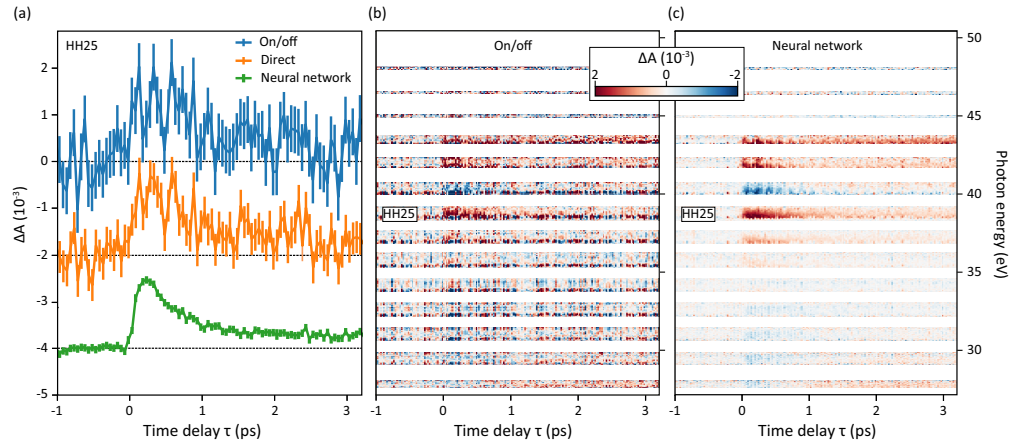 (a)
HH25
On/off
Direct
Neural network
2
1
0
-1
-2
-3
-4
-5
ΔA (10⁻³)
-1
0
1
2
3
Time delay τ (ps)
(b)
On/off
HH25
-1
0
1
2
3
Time delay τ (ps)
ΔA (10⁻³)
2
0
-2
(c)
Neural network
HH25
-1
0
1
2
3
Time delay τ (ps)
50
45
40
35
30
Photon energy (eV)